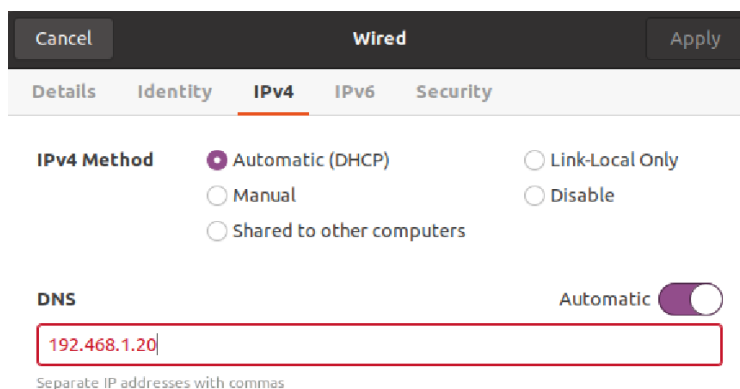 Cancel Wired Apply
Details Identity IPv4 IPv6 Security
IPv4 Method Automatic (DHCP) Link-Local Only
Manual Disable
Shared to other computers
DNS Automatic
192.468.1.20
Separate IP addresses with commas